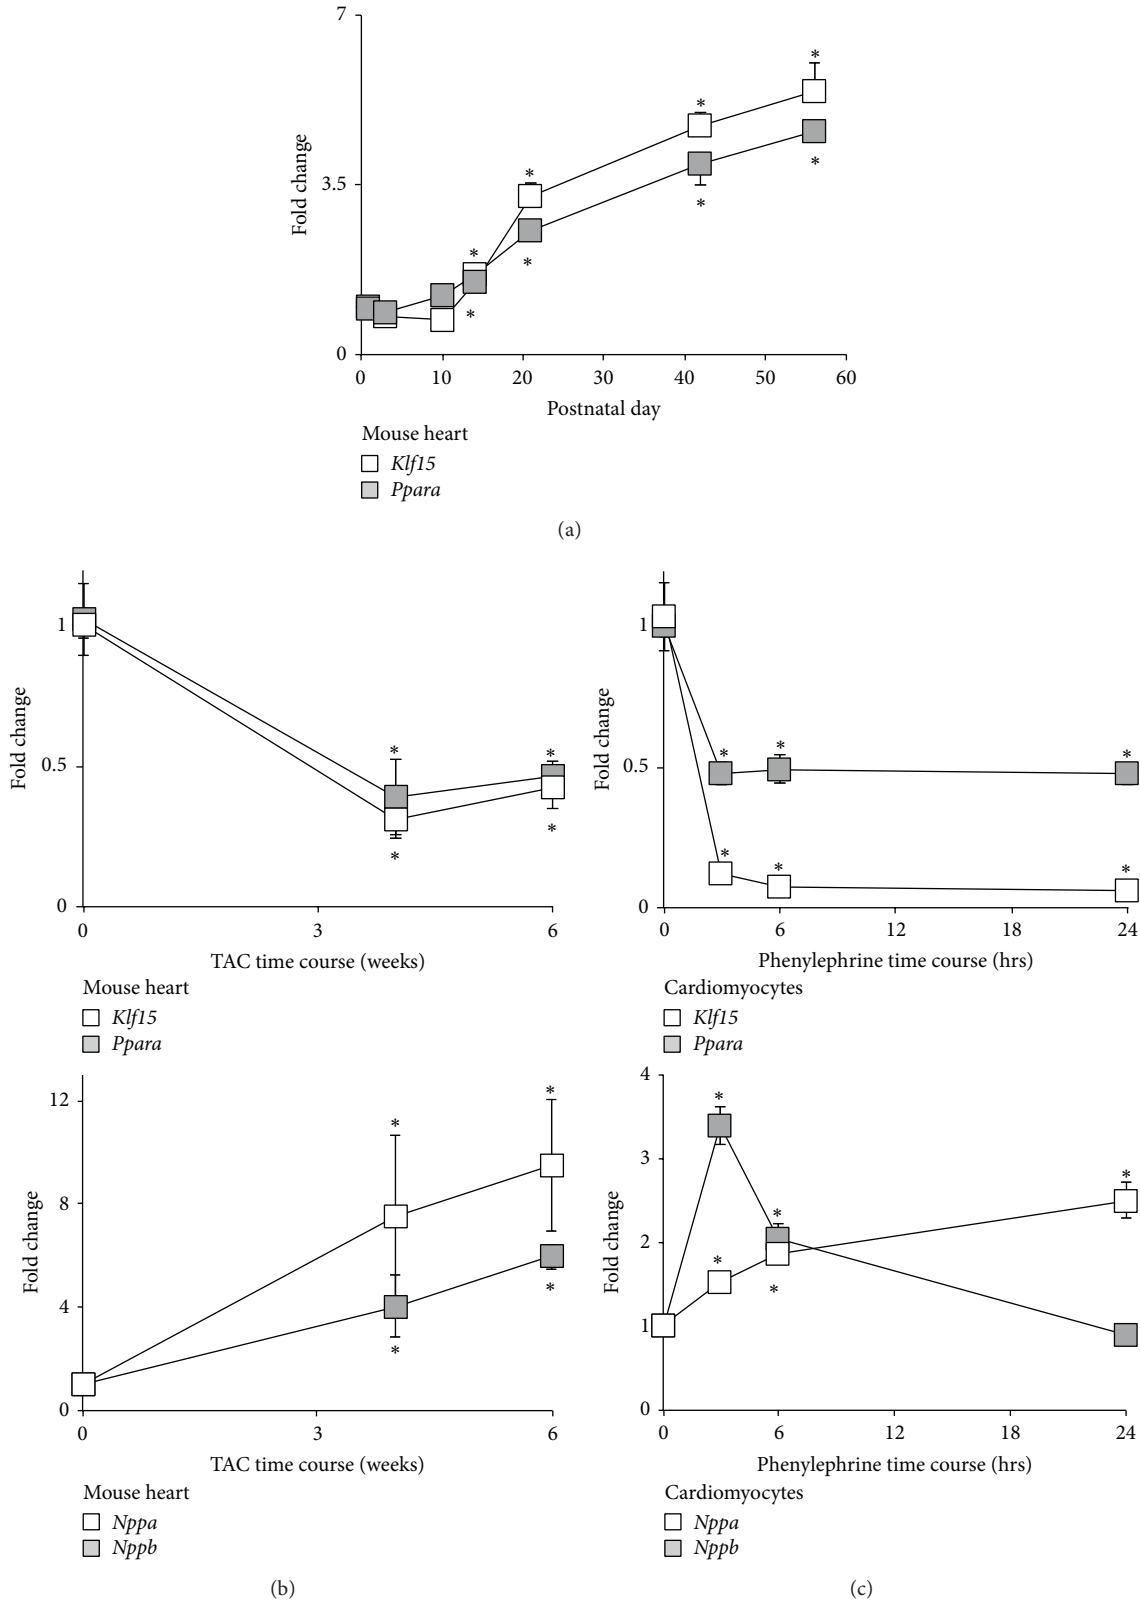 7
*
*
*
3.5
*
*
*
*
*
0
0 10 20 30 40 50 60
Fold change
Postnatal day
Mouse heart
Klf15
Ppara
(a)
1
0.5
0
* *
* *
0 3 6
Fold change
TAC time course (weeks)
Mouse heart
Klf15
Ppara
1
0.5
0
* * *
* * *
0 6 12 18 24
Fold change
Phenylephrine time course (hrs)
Cardiomyocytes
Klf15
Ppara
12
8
4
0
* *
* *
0 3 6
Fold change
TAC time course (weeks)
Mouse heart
Nppa
Nppb
(b)
4
3
2
1
0
*
*
*
*
*
0 6 12 18 24
Fold change
Phenylephrine time course (hrs)
Cardiomyocytes
Nppa
Nppb
(c)